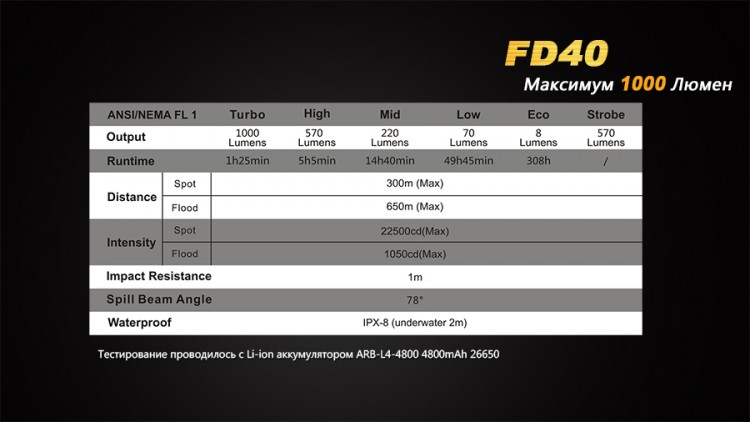 FD40
Максимум 1000 Люмен
ANSI/NEMA FL 1 Turbo High Mid Low Eco Strobe
Output 1000 Lumens 570 Lumens 220 Lumens 70 Lumens 8 Lumens 570 Lumens
Runtime 1h25min 5h5min 14h40min 49h45min 308h /
Distance Spot 300m (Max)
Flood 650m (Max)
Intensity Spot 22500cd(Max)
Flood 1050cd(Max)
Impact Resistance 1m
Spill Beam Angle 78°
Waterproof IPX-8 (underwater 2m)
Тестирование проводилось с Li-ion аккумулятором ARB-L4-4800 4800mAh 26650